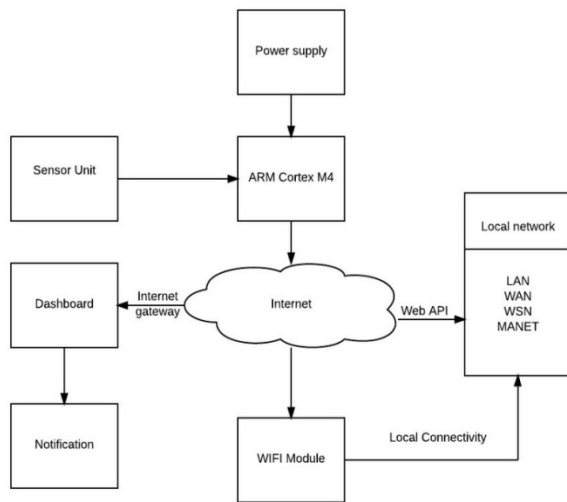 Power supply
Sensor Unit
ARM Cortex M4
Local network
LAN
WAN
WSN
MANET
Dashboard
Internet
gateway
Internet
Web API
Notification
WIFI Module
Local Connectivity